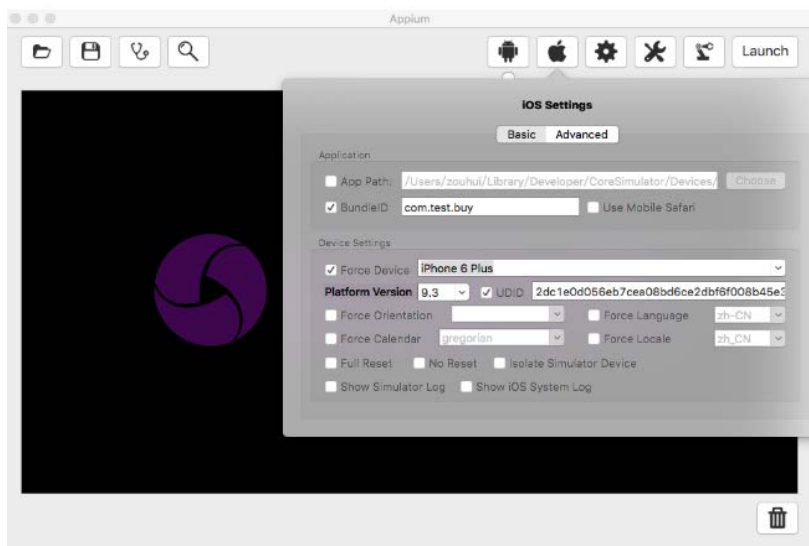 Appium
Launch
iOS Settings
Basic Advanced
Application
App Path: /Users/zouhui/Library/Developer/CoreSimulator/Devices/ Choose
BundleID com.test.buy Use Mobile Safari
Device Settings
Force Device iPhone 6 Plus
Platform Version 9.3 UDID 2dc1e0d056eb7cea08bd6ce2dbf6f008b45e3
Force Orientation Force Language zh-CN
Force Calendar gregorian Force Locale zh_CN
Full Reset No Reset Isolate Simulator Device
Show Simulator Log Show iOS System Log